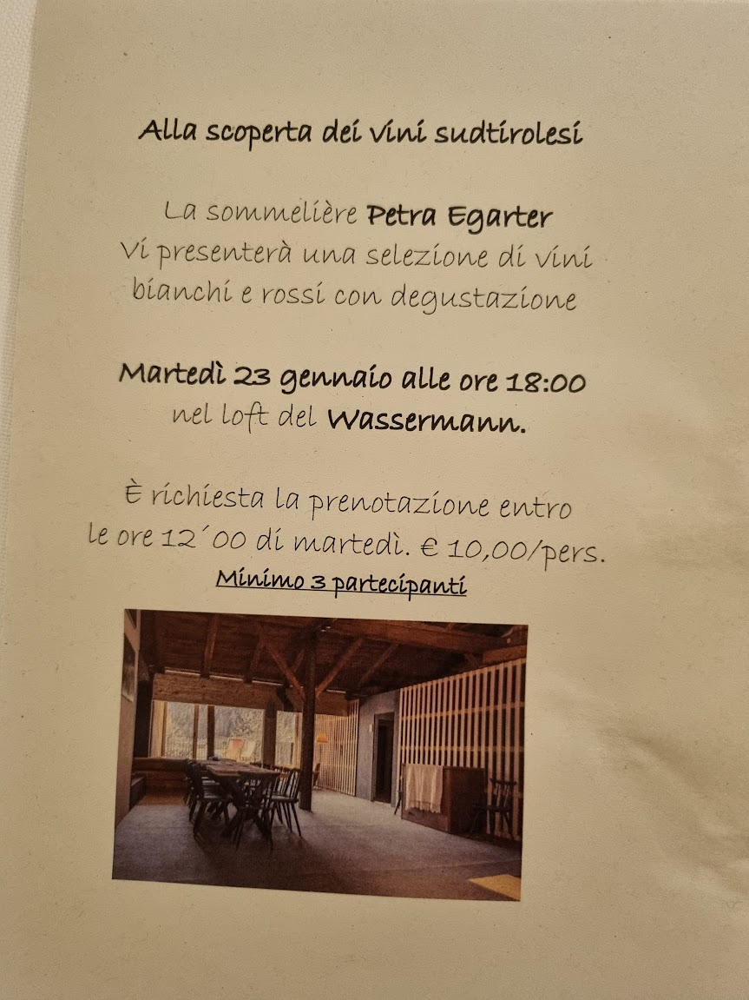 Alla scoperta dei vini sudtirolesi
La sommelière Petra Egarter
Vi presenterà una selezione di vini
bianchi e rossi con degustazione
Martedì 23 gennaio alle ore 18:00
nel loft del Wassermann.
È richiesta la prenotazione entro
le ore 12´00 di martedì. € 10,00/pers.
Minimo 3 partecipanti